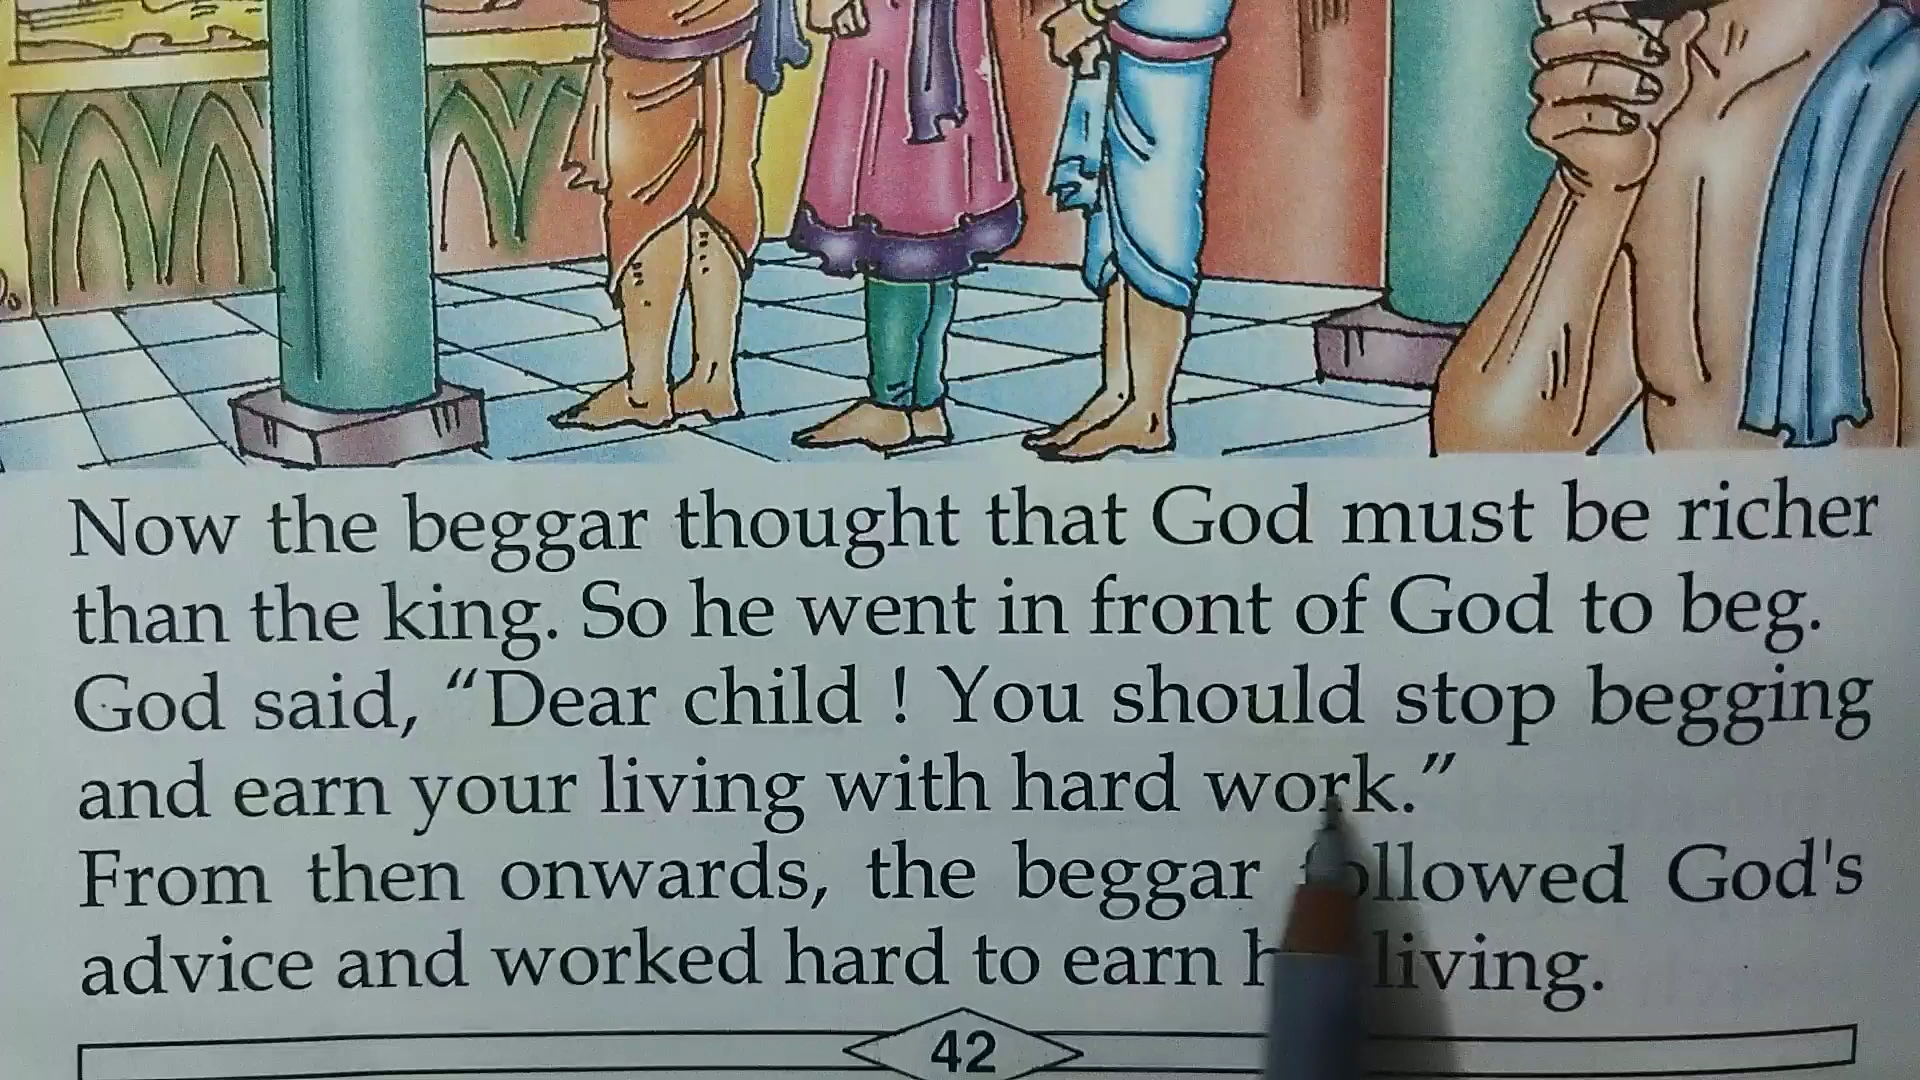 Now the beggar thought that God must be richer
than the king. So he went in front of God to beg.
God said, “Dear child ! You should stop begging
and earn your living with hard work.”
From then onwards, the beggar followed God's
advice and worked hard to earn living.
42